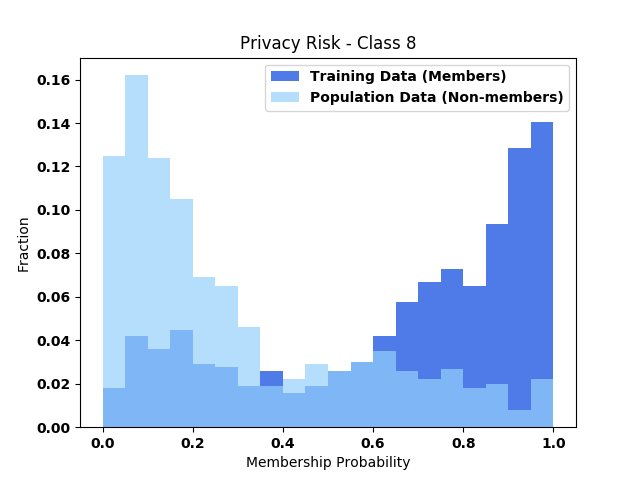 Privacy Risk - Class 8
Training Data (Members)
Population Data (Non-members)
0.16
0.14
0.12
0.10
0.08
0.06
0.04
0.02
0.00
Fraction
0.0 0.2 0.4 0.6 0.8 1.0
Membership Probability